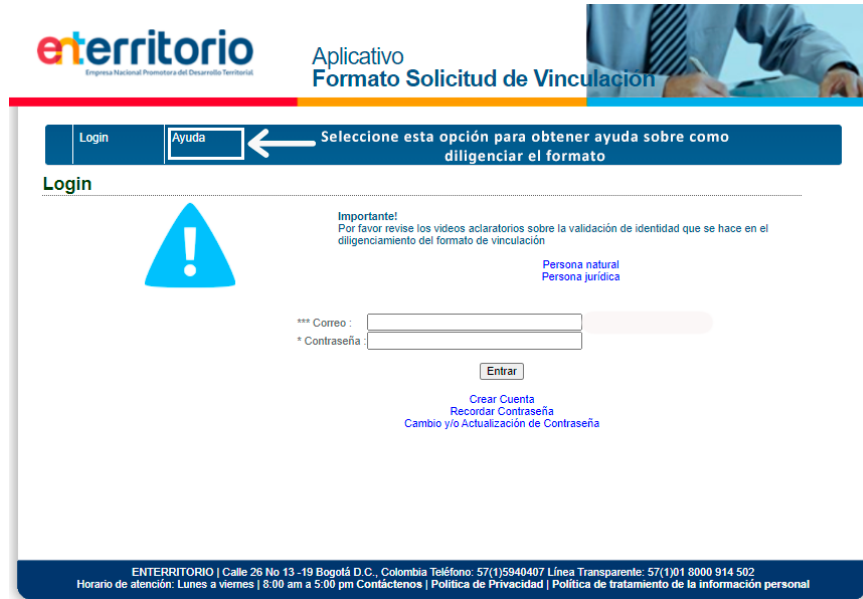 enterritorio
Empresa Nacional Promotora del Desarrollo Territorial
Aplicativo
Formato Solicitud de Vinculación
Login
Ayuda
Seleccione esta opción para obtener ayuda sobre como
diligenciar el formato
Login
Importante!
Por favor revise los videos aclaratorios sobre la validación de identidad que se hace en el
diligenciamiento del formato de vinculación
Persona natural
Persona jurídica
*** Correo :
* Contraseña :
Entrar
Crear Cuenta
Recordar Contraseña
Cambio y/o Actualización de Contraseña
ENTERRITORIO | Calle 26 No 13 -19 Bogotá D.C., Colombia Teléfono: 57(1)5940407 Línea Transparente: 57(1)01 8000 914 502
Horario de atención: Lunes a viernes | 8:00 am a 5:00 pm Contáctenos | Politica de Privacidad | Política de tratamiento de la información personal